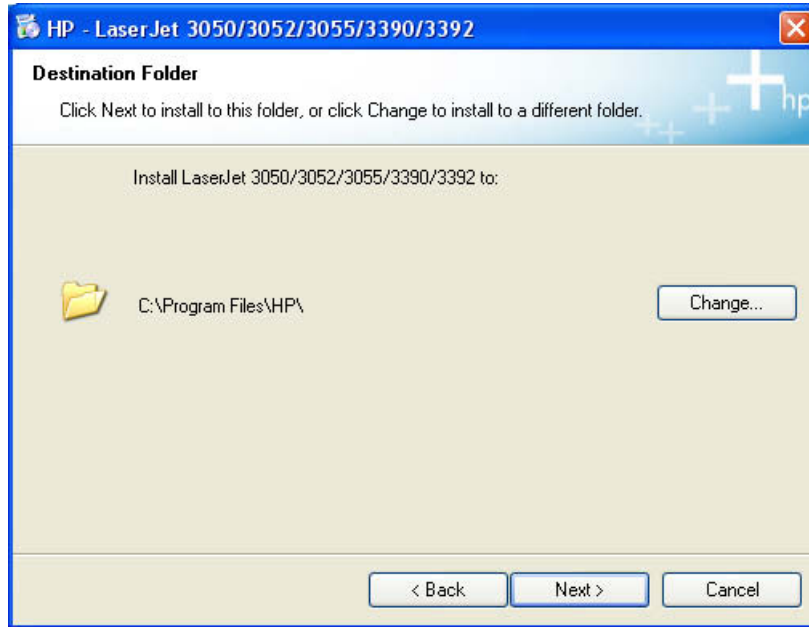 HP - LaserJet 3050/3052/3055/3390/3392
Destination Folder
Click Next to install to this folder, or click Change to install to a different folder.
hp
Install LaserJet 3050/3052/3055/3390/3392 to:
C:\Program Files\HP\
Change...
< Back
Next >
Cancel